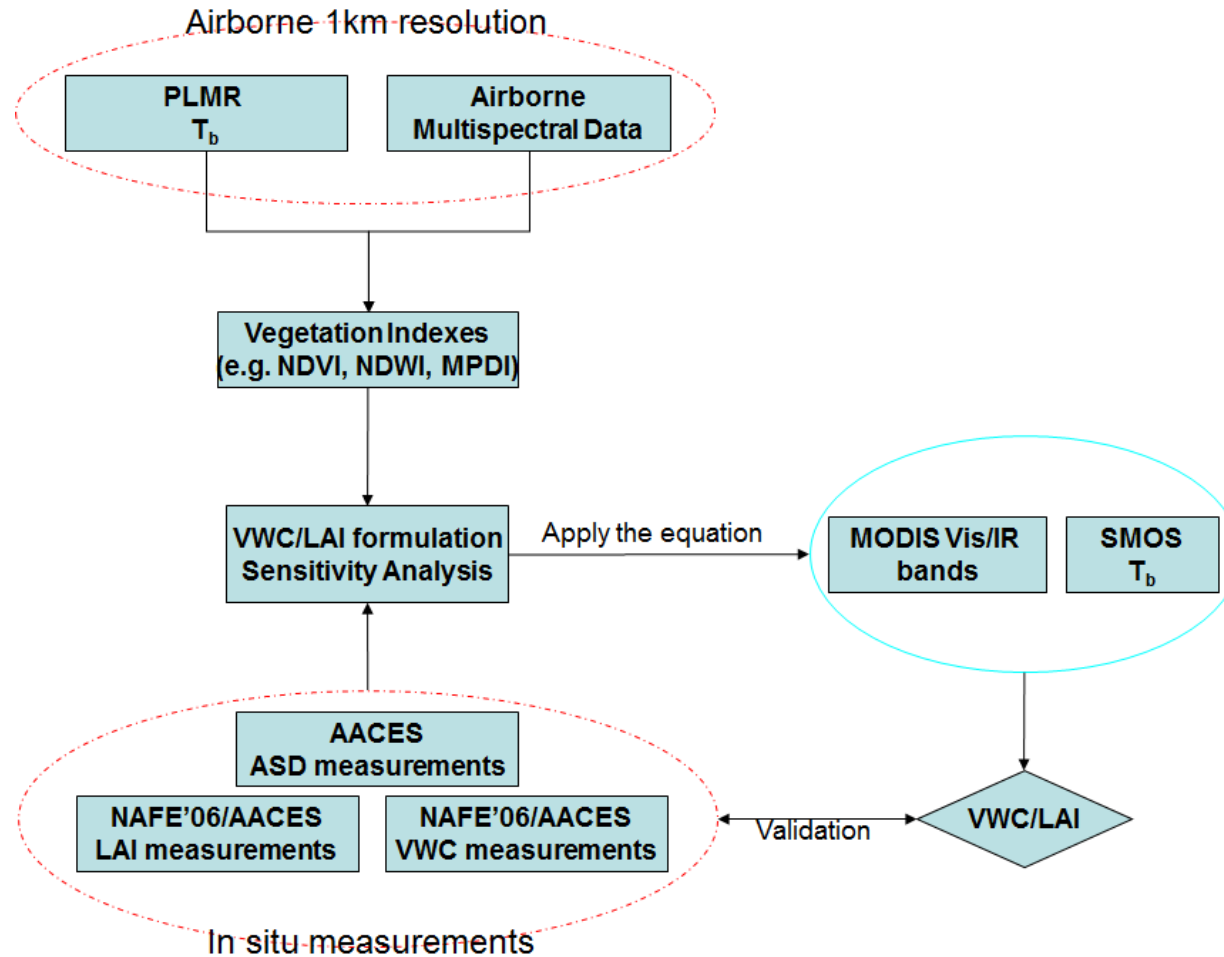 Airborne 1km resolution
PLMR
Tb
Airborne
Multispectral Data
Vegetation Indexes
(e.g. NDVI, NDWI, MPDI)
VWC/LAI formulation
Sensitivity Analysis
Apply the equation
MODIS Vis/IR
bands
SMOS
Tb
AACES
ASD measurements
NAFE’06/AACES
LAI measurements
NAFE’06/AACES
VWC measurements
Validation
VWC/LAI
In situ measurements